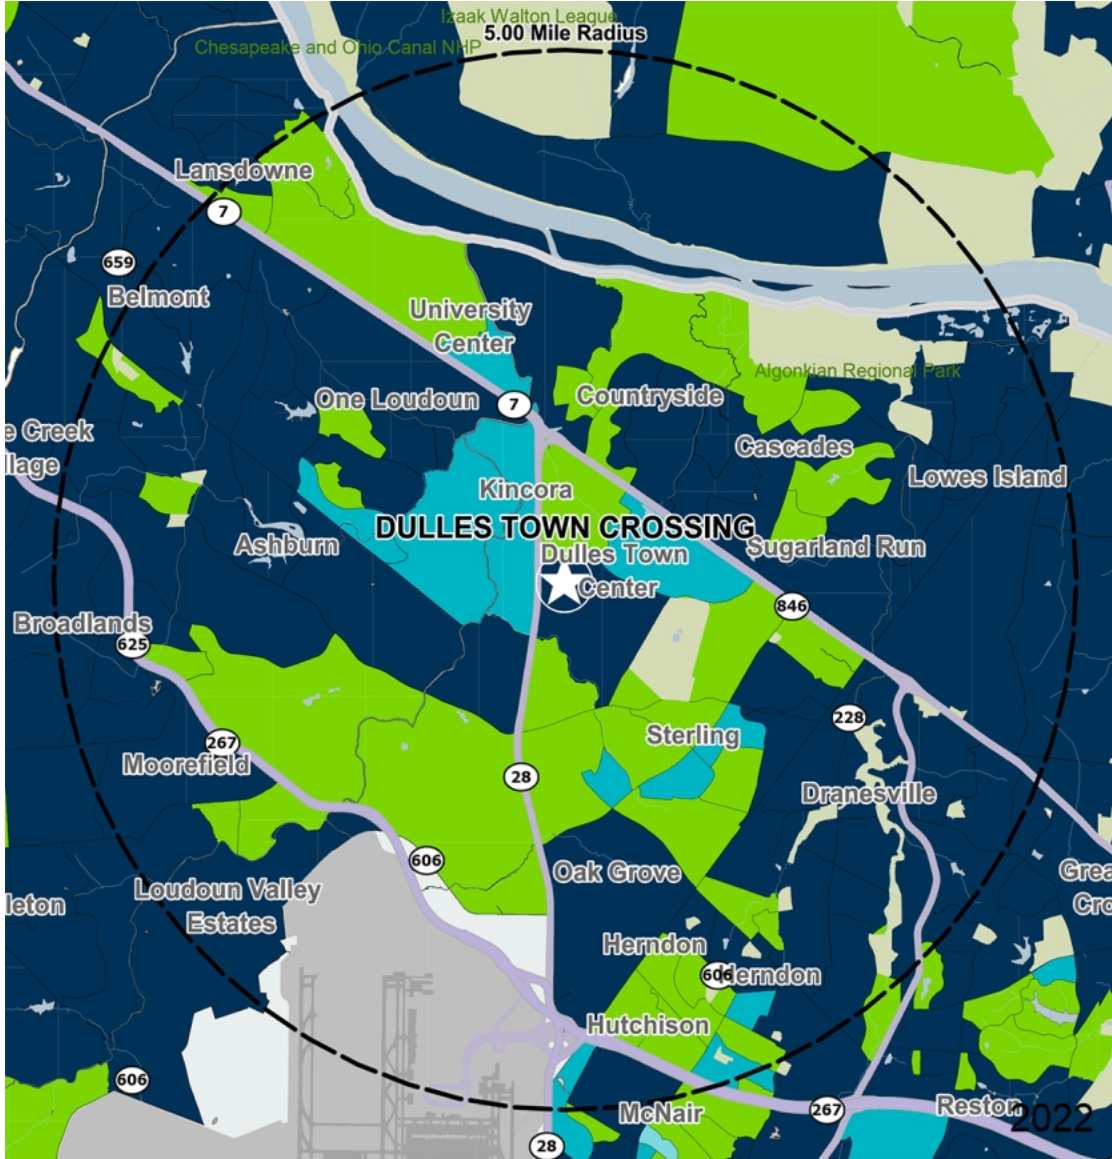 Izaak Walton League
5.00 Mile Radius
Chesapeake and Ohio Canal NHP
Lansdowne
7
659
Belmont
University
Center
One Loudoun
7
Countryside
Algonkian Regional Park
e Creek
llage
Cascades
Lowes Island
Kincora
DULLES TOWN CROSSING
Ashburn
Dulles Town
Center
Sugarland Run
846
Broadlands
625
228
Sterling
267
Moorefield
28
Dranesville
606
Oak Grove
Grea
Cro
Loudoun Valley
Estates
leton
Herndon
606
Herndon
Hutchison
606
McNair
267
Reston
2022
28